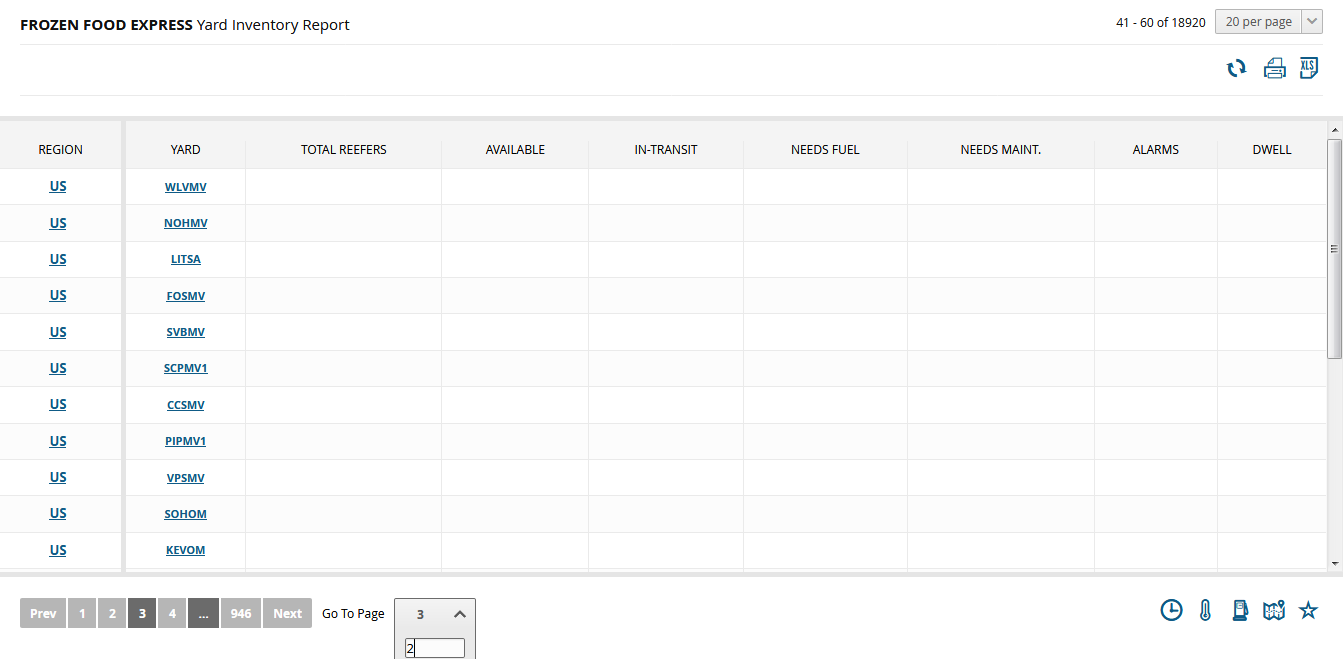 FROZEN FOOD EXPRESS Yard Inventory Report
41 - 60 of 18920 20 per page
XLS
REGION YARD TOTAL REEFERS AVAILABLE IN-TRANSIT NEEDS FUEL NEEDS MAINT. ALARMS DWELL
US WLVMV
US NOHMV
US LITSA
US FOSMV
US SVBMV
US SCPMV1
US CCSMV
US PIPMV1
US VPSMV
US SOHOM
US KEVOM
Prev 1 2 3 4 ... 946 Next Go To Page 3
2